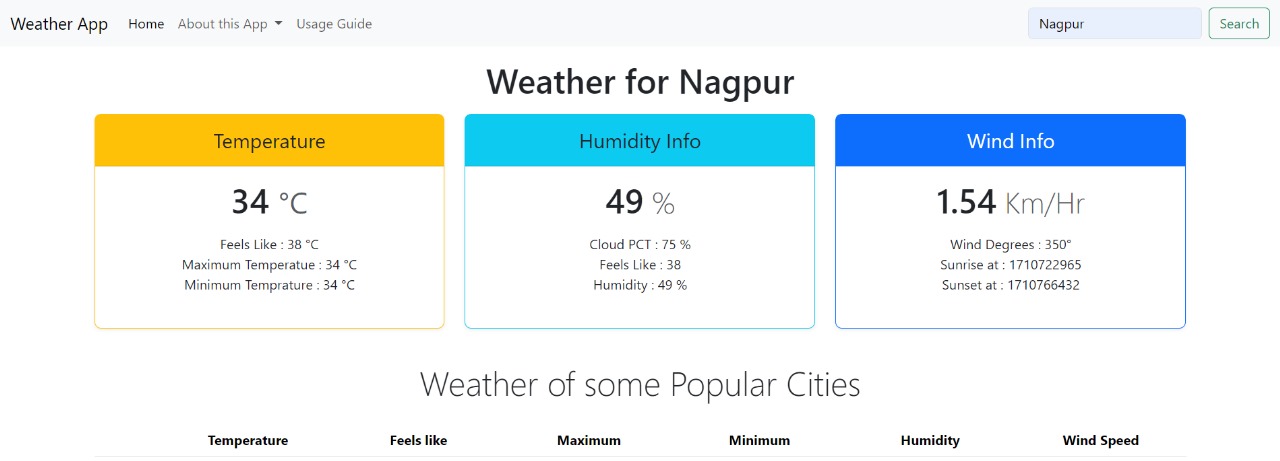 Weather App Home About this App Usage Guide Nagpur Search
Weather for Nagpur
Temperature Humidity Info Wind Info
34 °C 49 % 1.54 Km/Hr
Feels Like : 38 °C Cloud PCT : 75 % Wind Degrees : 350°
Maximum Temperatue : 34 °C Feels Like : 38 Sunrise at : 1710722965
Minimum Temprature : 34 °C Humidity : 49 % Sunset at : 1710766432
Weather of some Popular Cities
Temperature Feels like Maximum Minimum Humidity Wind Speed